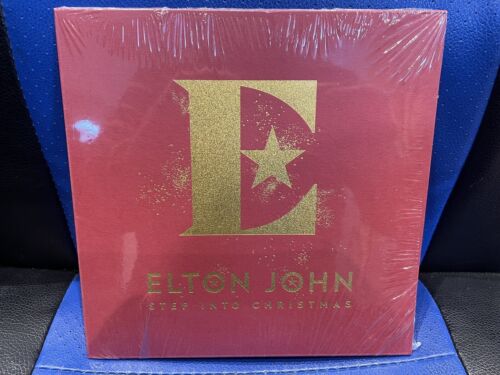 E
ELTON JOHN
STEP INTO CHRISTMAS